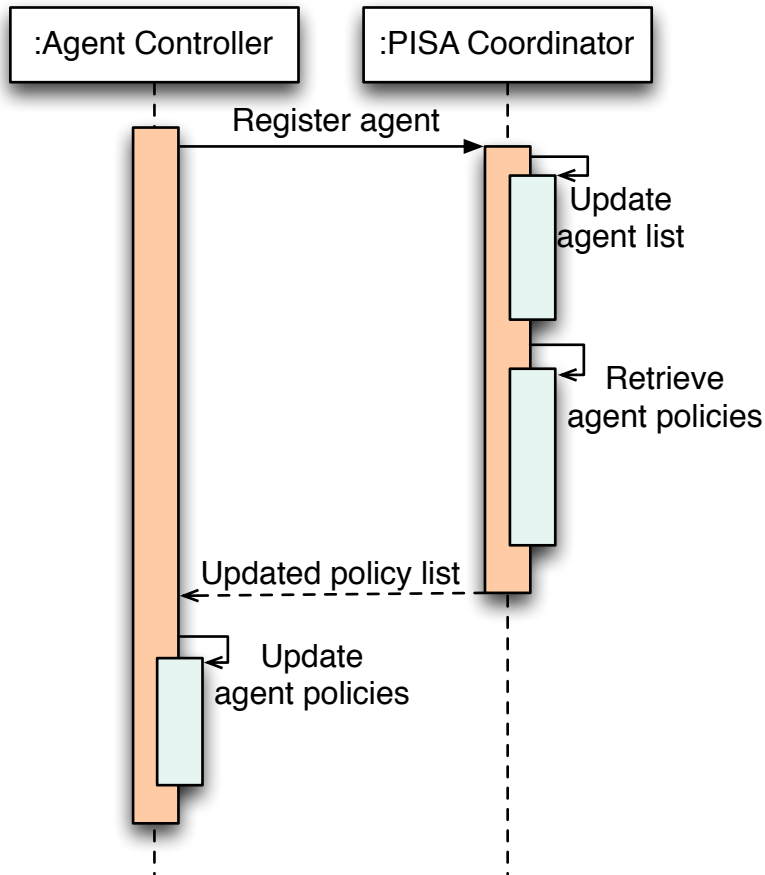 :Agent Controller
:PISA Coordinator
Register agent
Update
agent list
Retrieve
agent policies
Updated policy list
Update
agent policies